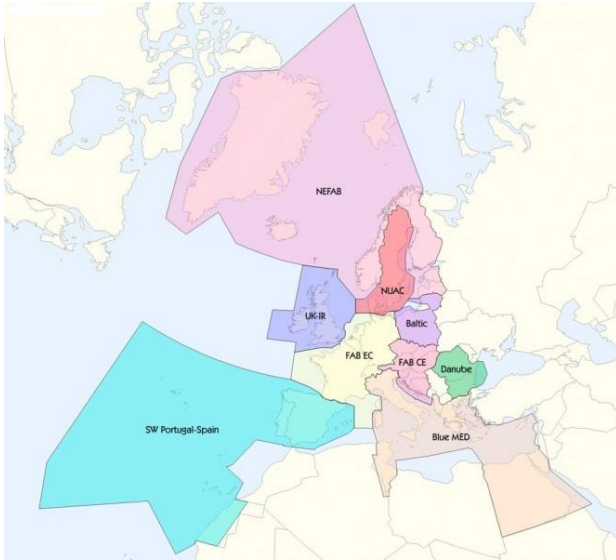 NEFAB
NUAC
UK-IR
Baltic
FAB EC
FAB CE
Danube
SW Portugal-Spain
Blue MED